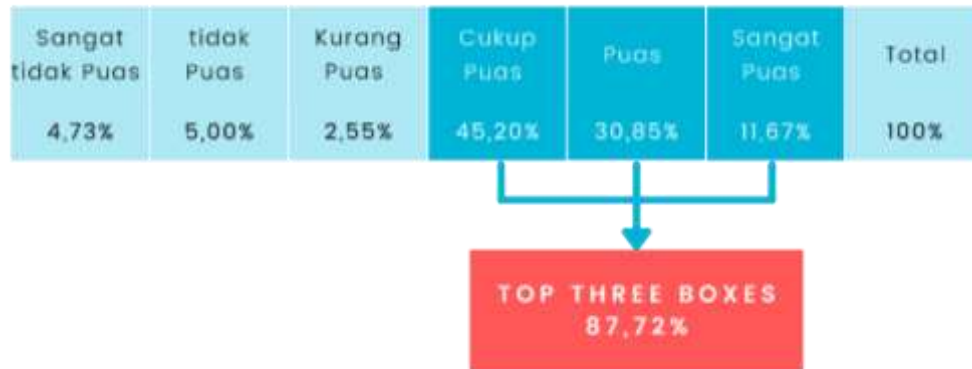 Sangat
tidak Puas
tidak
Puas
Kurang
Puas
Cukup
Puas
Puas
Sangat
Puas
Total
4,73%
5,00%
2,55%
45,20%
30,85%
11,67%
100%
TOP THREE BOXES
87,72%